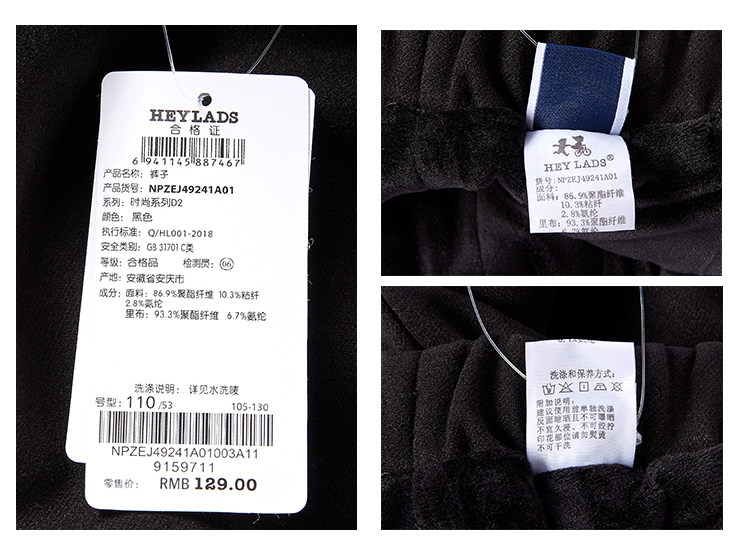 HEYLADS
合格证
6 941145 887467
产品名称: 裤子
产品货号: NPZEJ49241A01
系列: 时尚系列D2
颜色: 黑色
执行标准: Q/HL001-2018
安全类别: GB 31701 C类
等级: 合格品 检测员: 06
产地: 安徽省安庆市
成分: 面料: 86.9%聚酯纤维 10.3%粘纤
2.8%氨纶
里布: 93.3%聚酯纤维 6.7%氨纶
洗涤说明: 详见水洗唛
号型: 110/53 105-130
NPZEJ49241A01003A11
9159711
零售价: RMB 129.00
HEY LADS®
货号: NPZEJ49241A01
成分:
面料: 86.9%聚酯纤维
10.3%粘纤
2.8%氨纶
里布: 93.3%聚酯纤维
6.7%氨纶
洗涤和保养方式:
附加说明:
建议使用前单独洗涤
反面晾晒且不可曝晒
不宜久浸、不可绞拧
印花部位请勿熨烫
不可干洗